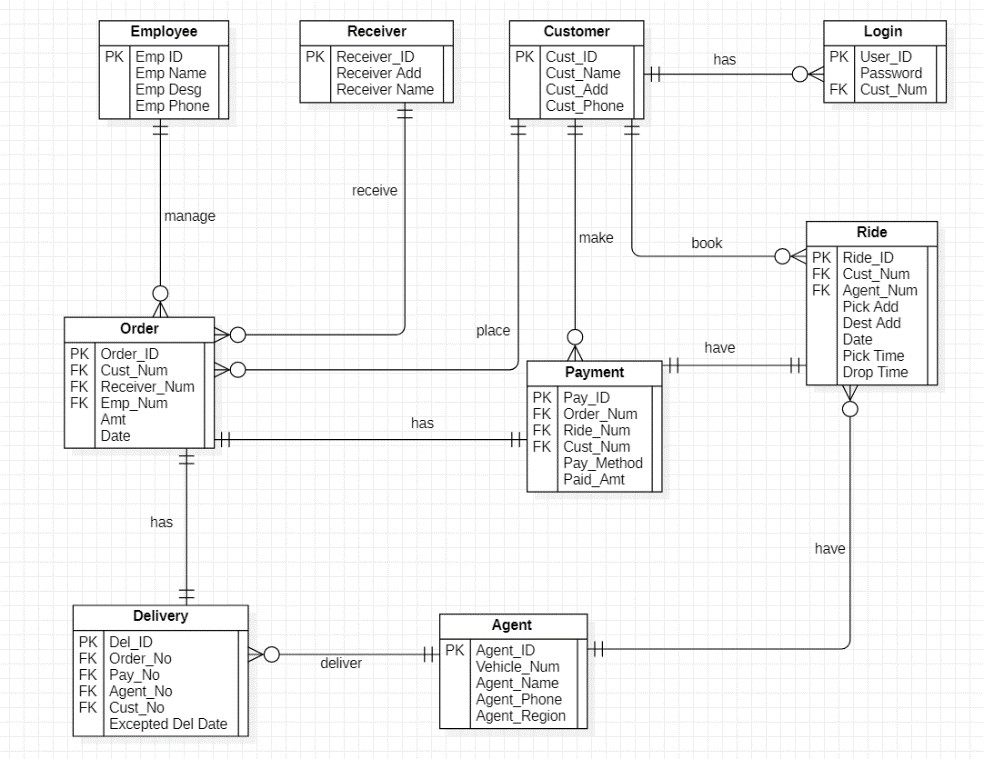 Employee
PK Emp ID
Emp Name
Emp Desg
Emp Phone
Receiver
PK Receiver_ID
Receiver Add
Receiver Name
Customer
PK Cust_ID
Cust_Name
Cust_Add
Cust_Phone
has
Login
PK User_ID
Password
FK Cust_Num
manage
receive
place
make
book
Ride
PK Ride_ID
FK Cust_Num
FK Agent_Num
Pick Add
Dest Add
Date
Pick Time
Drop Time
Order
PK Order_ID
FK Cust_Num
FK Receiver_Num
FK Emp_Num
Amt
Date
has
Payment
PK Pay_ID
FK Order_Num
FK Ride_Num
FK Cust_Num
Pay_Method
Paid_Amt
have
has
have
Delivery
PK Del_ID
FK Order_No
FK Pay_No
FK Agent_No
FK Cust_No
Excepted Del Date
deliver
Agent
PK Agent_ID
Vehicle_Num
Agent_Name
Agent_Phone
Agent_Region